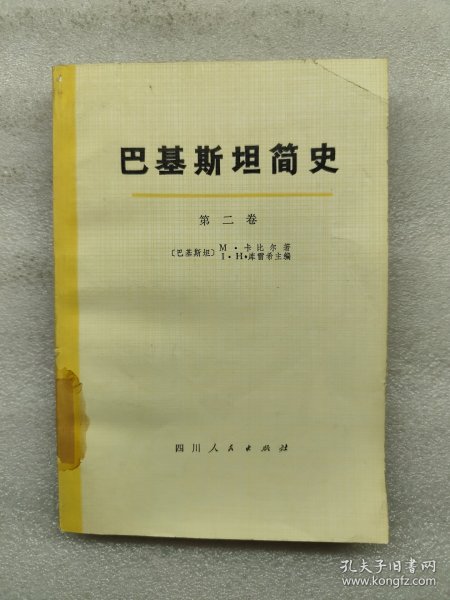 巴基斯坦简史
第二卷
〔巴基斯坦〕M·卡比尔著
I·H·库雷希主编
四川人民出版社
孔夫子旧书网
www.kongfz.com